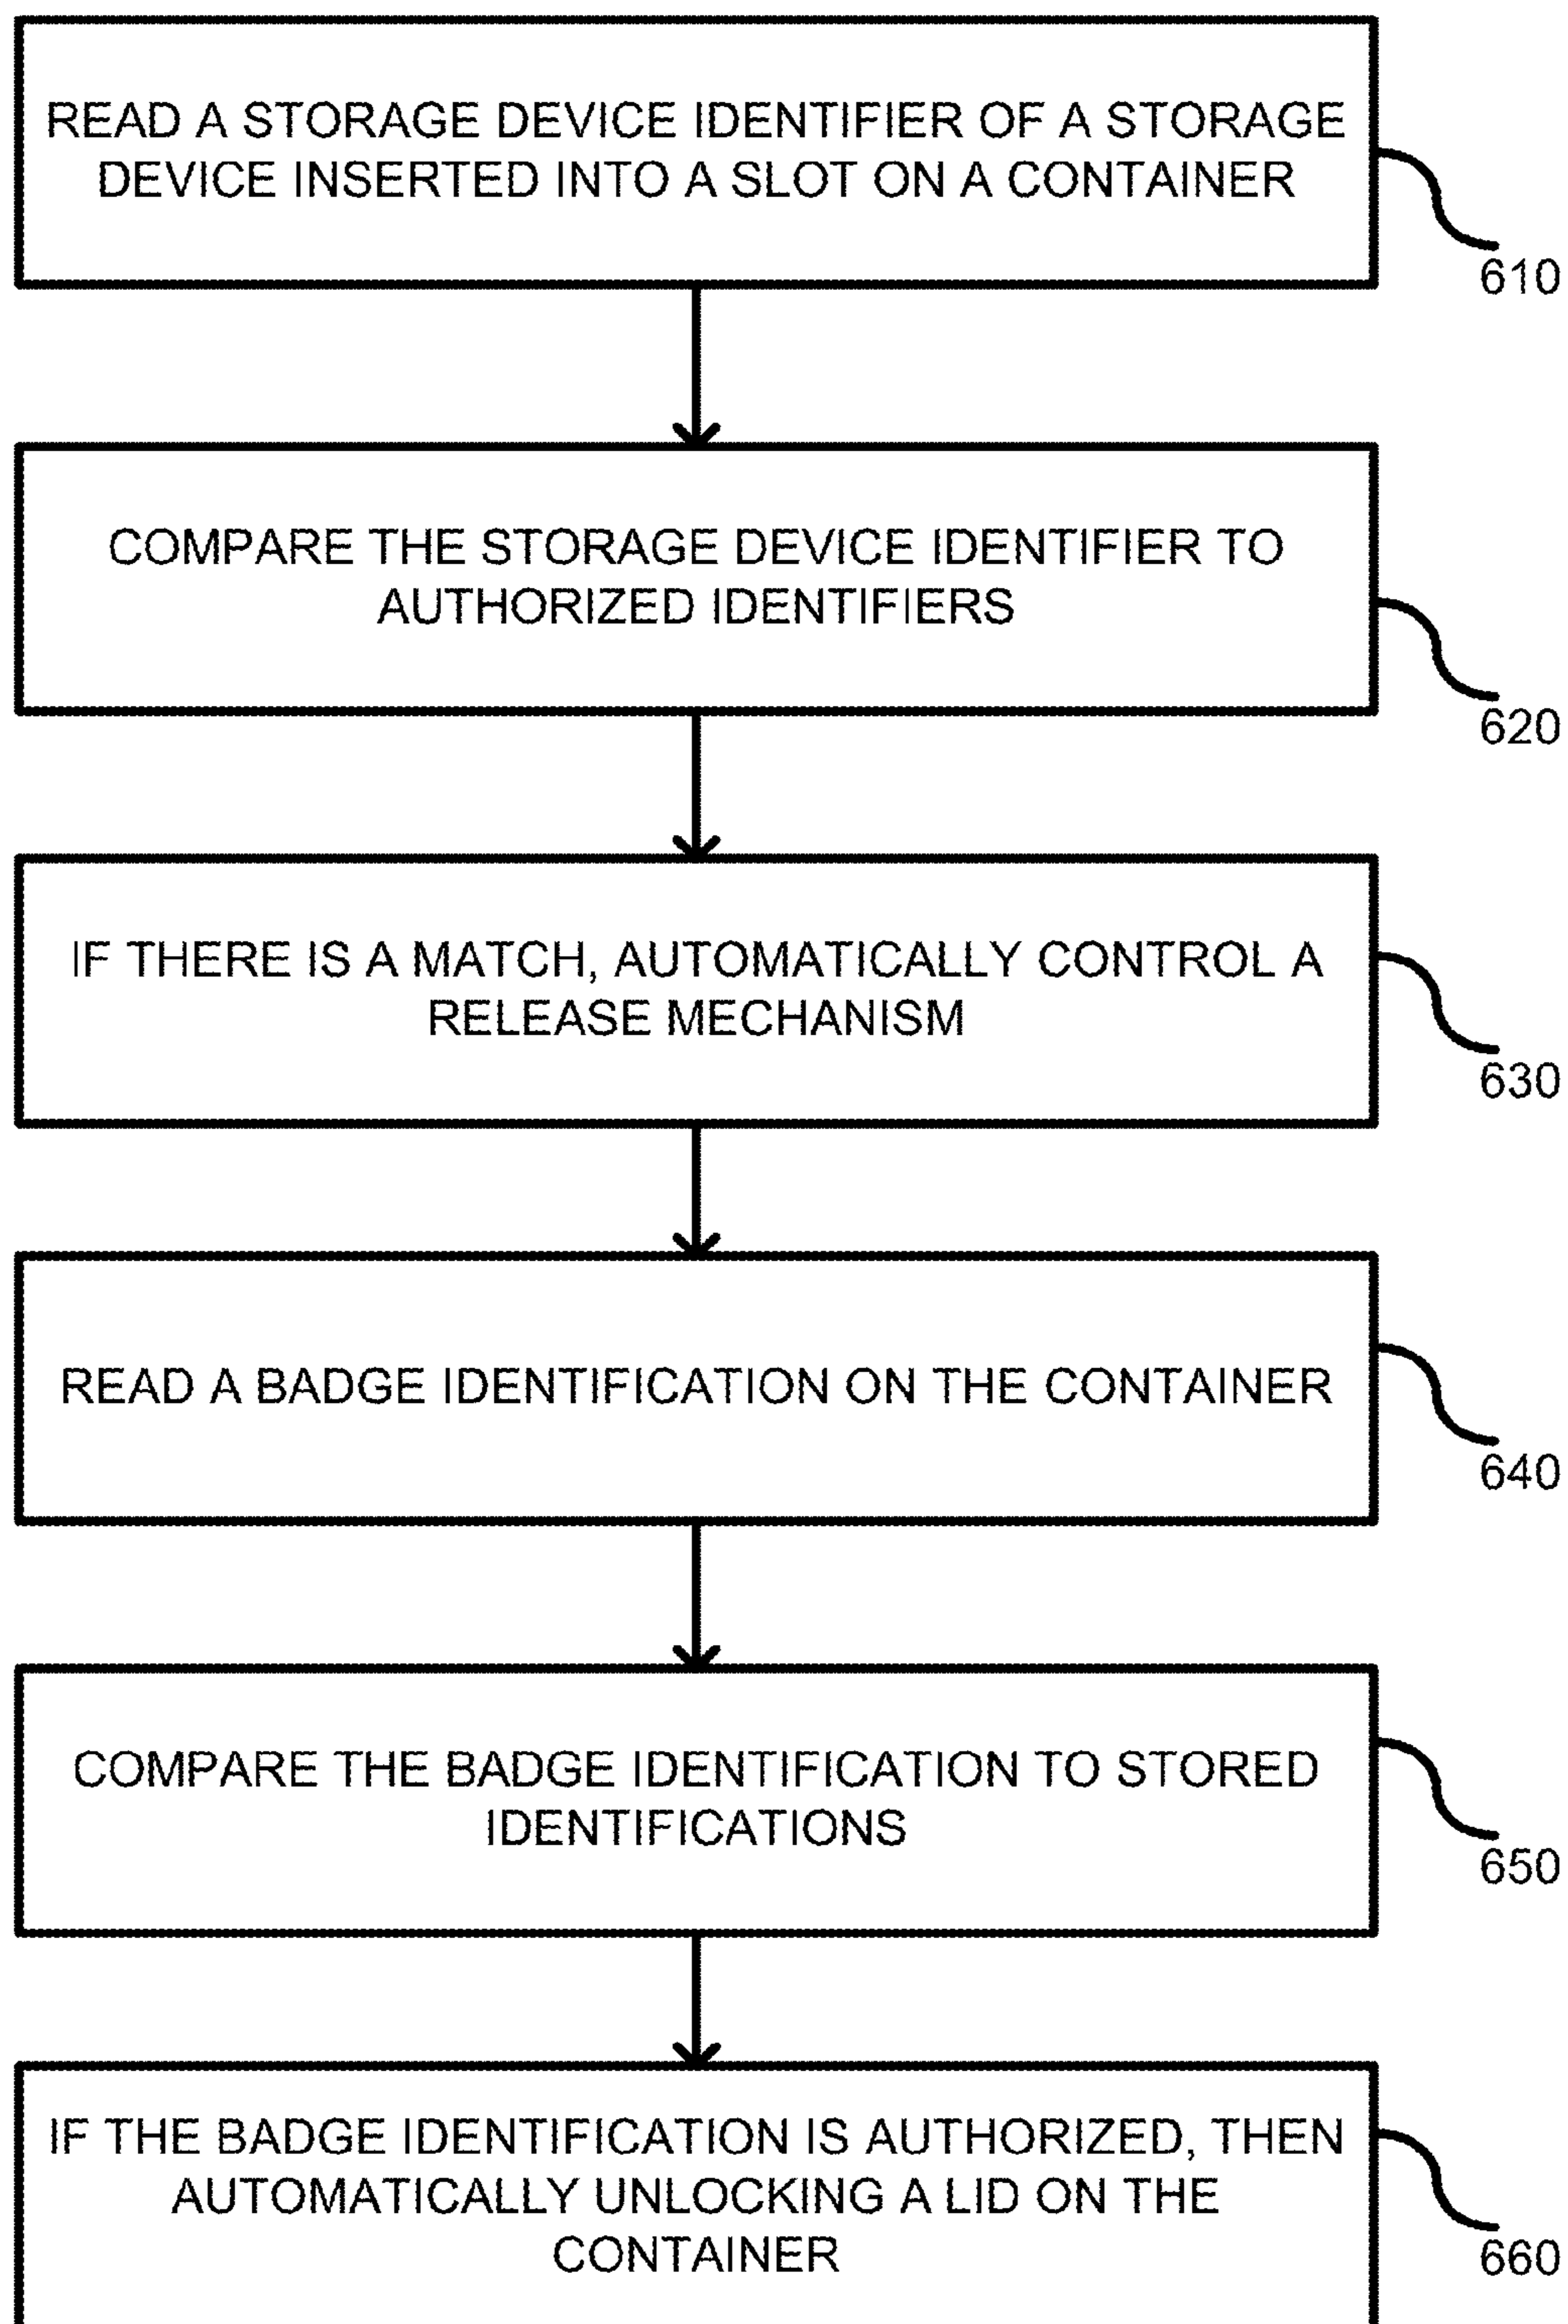 READ A STORAGE DEVICE IDENTIFIER OF A STORAGE
DEVICE INSERTED INTO A SLOT ON A CONTAINER
610
COMPARE THE STORAGE DEVICE IDENTIFIER TO
AUTHORIZED IDENTIFIERS
620
IF THERE IS A MATCH, AUTOMATICALLY CONTROL A
RELEASE MECHANISM
630
READ A BADGE IDENTIFICATION ON THE CONTAINER
640
COMPARE THE BADGE IDENTIFICATION TO STORED
IDENTIFICATIONS
650
IF THE BADGE IDENTIFICATION IS AUTHORIZED, THEN
AUTOMATICALLY UNLOCKING A LID ON THE
CONTAINER
660